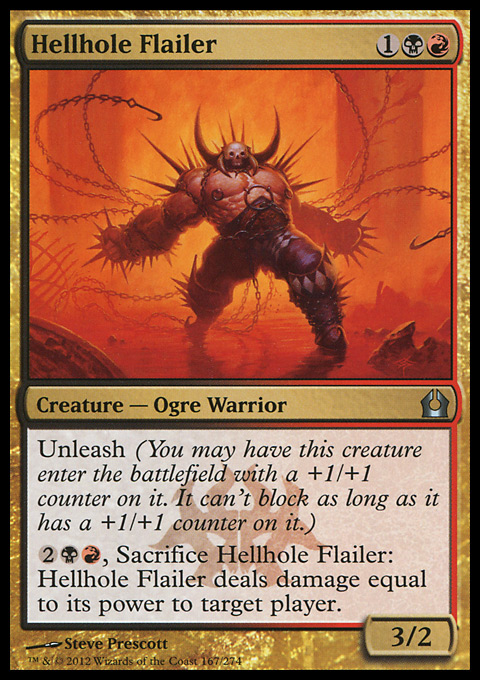 Hellhole Flailer 1
Creature — Ogre Warrior
Unleash (You may have this creature
enter the battlefield with a +1/+1
counter on it. It can't block as long as it
has a +1/+1 counter on it.)
2, Sacrifice Hellhole Flailer:
Hellhole Flailer deals damage equal
to its power to target player.
3/2
Steve Prescott
™ & © 2012 Wizards of the Coast 167/274